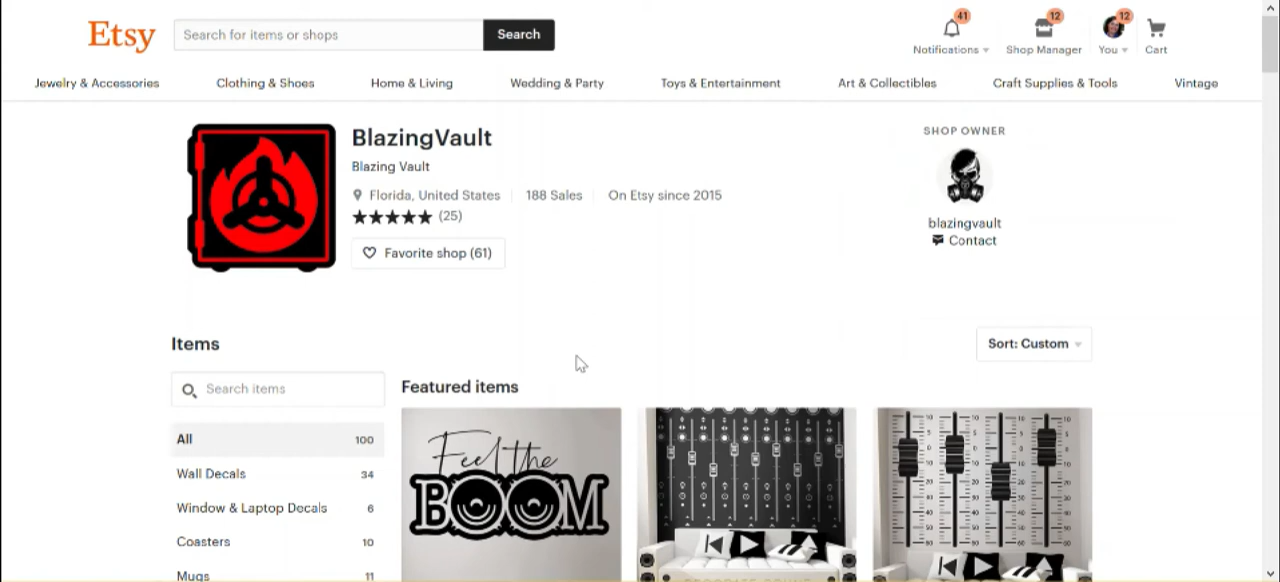 Etsy
Search for items or shops
Search
41
Notifications
12
Shop Manager
12
You
Cart
Jewelry & Accessories
Clothing & Shoes
Home & Living
Wedding & Party
Toys & Entertainment
Art & Collectibles
Craft Supplies & Tools
Vintage
BlazingVault
Blazing Vault
Florida, United States
188 Sales
On Etsy since 2015
(25)
Favorite shop (61)
SHOP OWNER
blazingvault
Contact
Items
Sort: Custom
Search items
Featured items
All 100
Wall Decals 34
Window & Laptop Decals 6
Coasters 10
Mugs 11
Feel the
BOOM